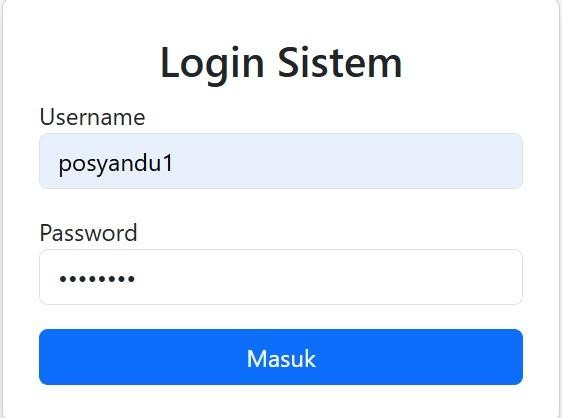 Login Sistem
Username
posyandu1
Password
••••••••
Masuk